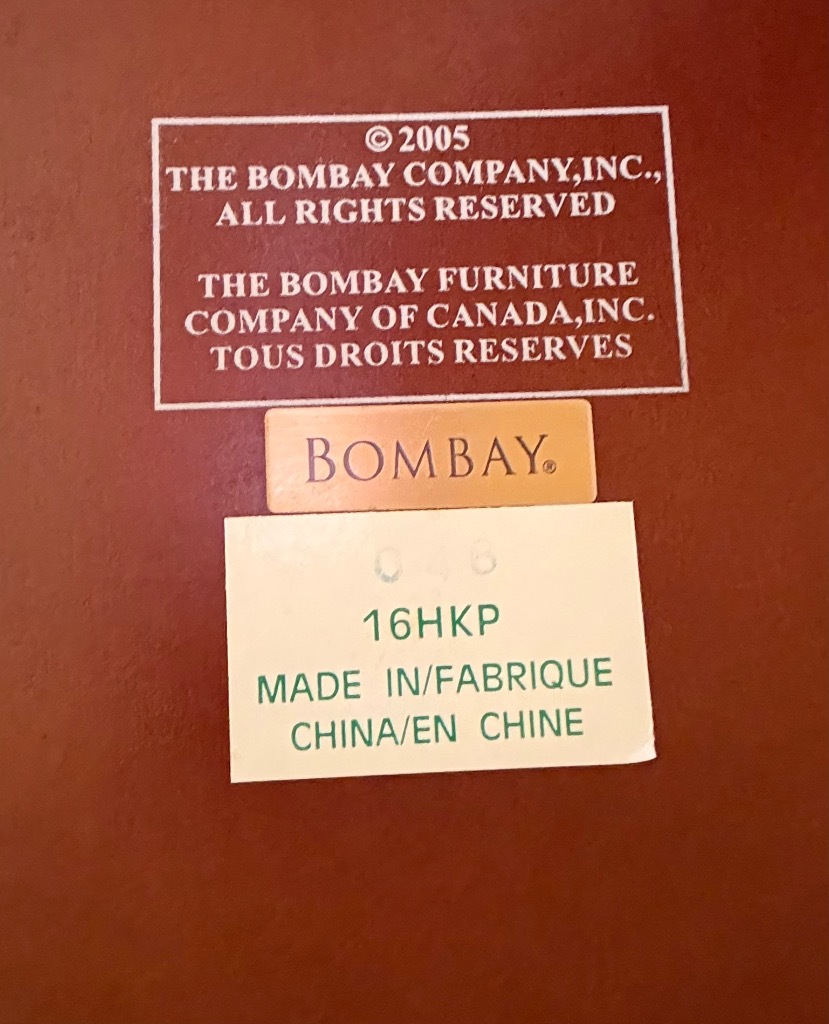 © 2005
THE BOMBAY COMPANY,INC.,
ALL RIGHTS RESERVED
THE BOMBAY FURNITURE
COMPANY OF CANADA,INC.
TOUS DROITS RESERVES
BOMBAY®
16HKP
MADE IN/FABRIQUE
CHINA/EN CHINE